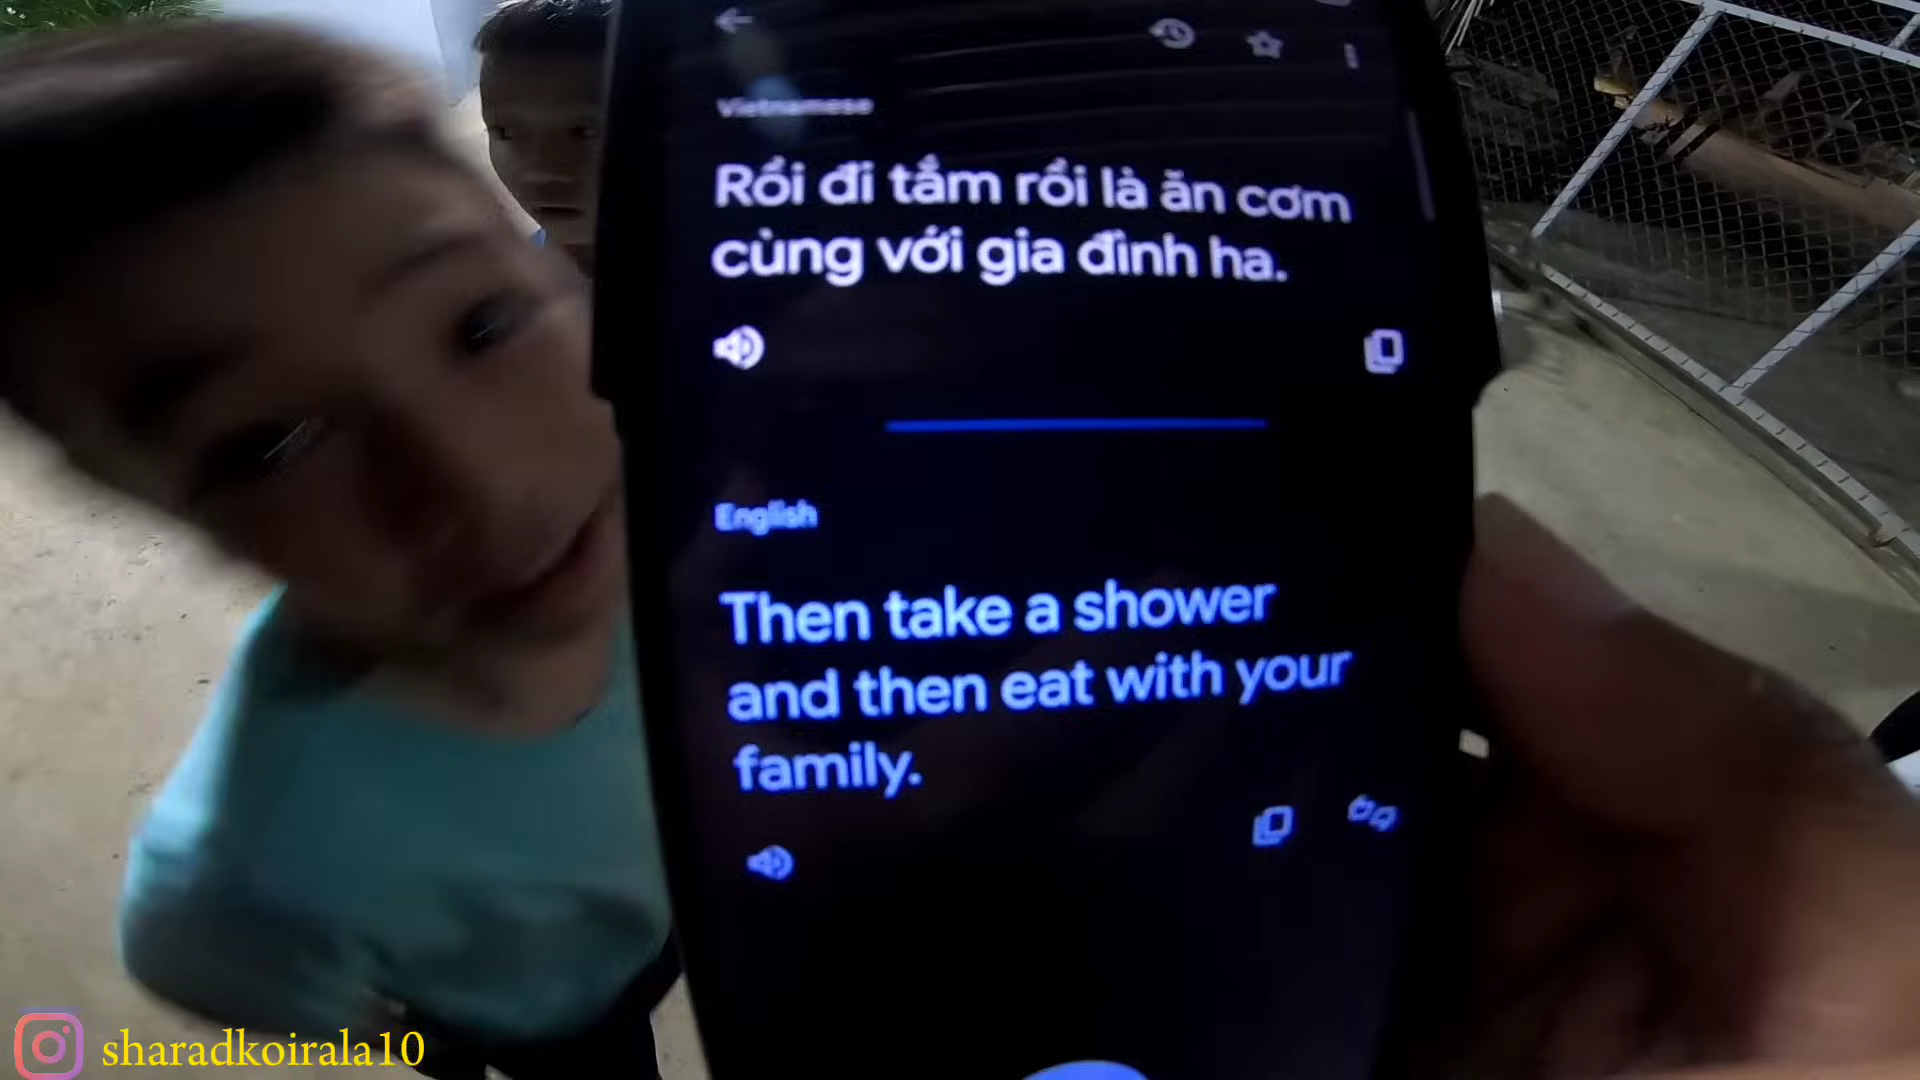 Vietnamese
Rồi đi tắm rồi là ăn cơm
cùng với gia đình ha.
English
Then take a shower
and then eat with your
family.
sharadkoirala10